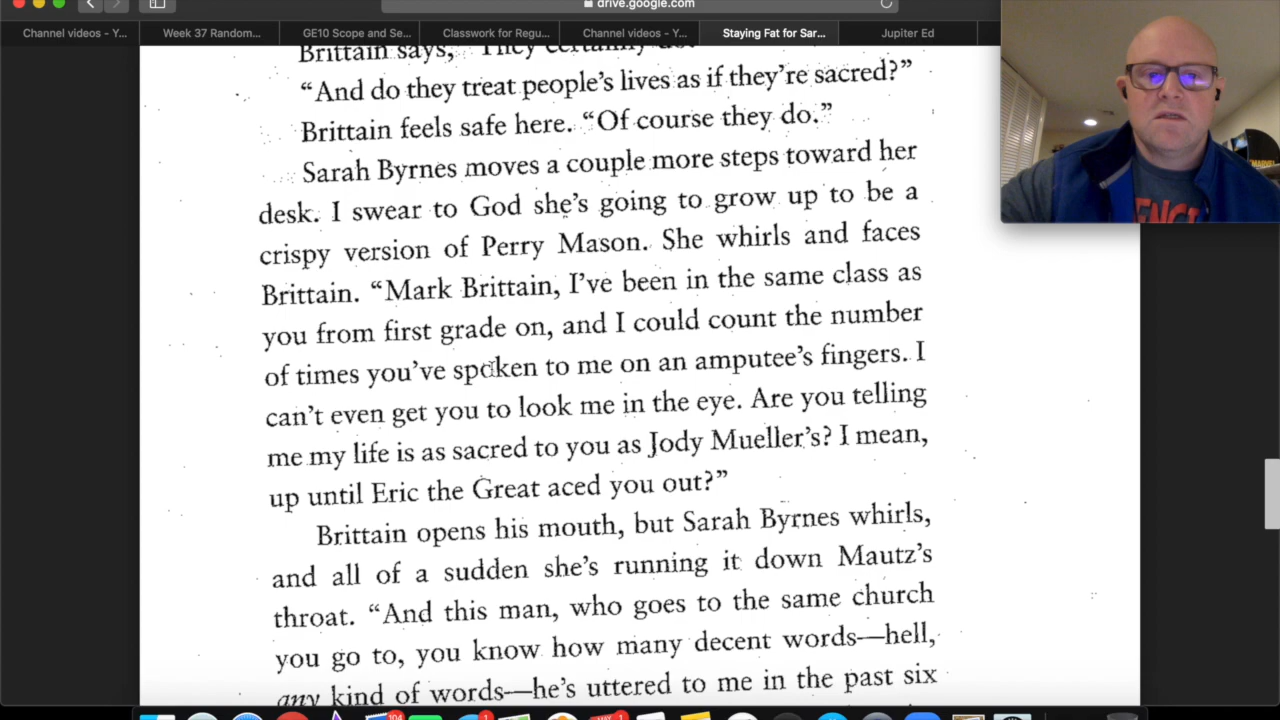 drive.google.com
Channel videos - Y...
Week 37 Random...
GE10 Scope and Se...
Classwork for Regu...
Channel videos - Y...
Staying Fat for Sar...
Jupiter Ed
Brittain says, "They certainly do."
"And do they treat people's lives as if they're sacred?"
Brittain feels safe here. "Of course they do."
Sarah Byrnes moves a couple more steps toward her
desk. I swear to God she's going to grow up to be a
crispy version of Perry Mason. She whirls and faces
Brittain. "Mark Brittain, I've been in the same class as
you from first grade on, and I could count the number
of times you've spoken to me on an amputee's fingers. I
can't even get you to look me in the eye. Are you telling
me my life is as sacred to you as Jody Mueller's? I mean,
up until Eric the Great aced you out?"
Brittain opens his mouth, but Sarah Byrnes whirls,
and all of a sudden she's running it down Mautz's
throat. "And this man, who goes to the same church
you go to, you know how many decent words—hell,
any kind of words—he's uttered to me in the past six
MARVEL
104
1
MAY
1